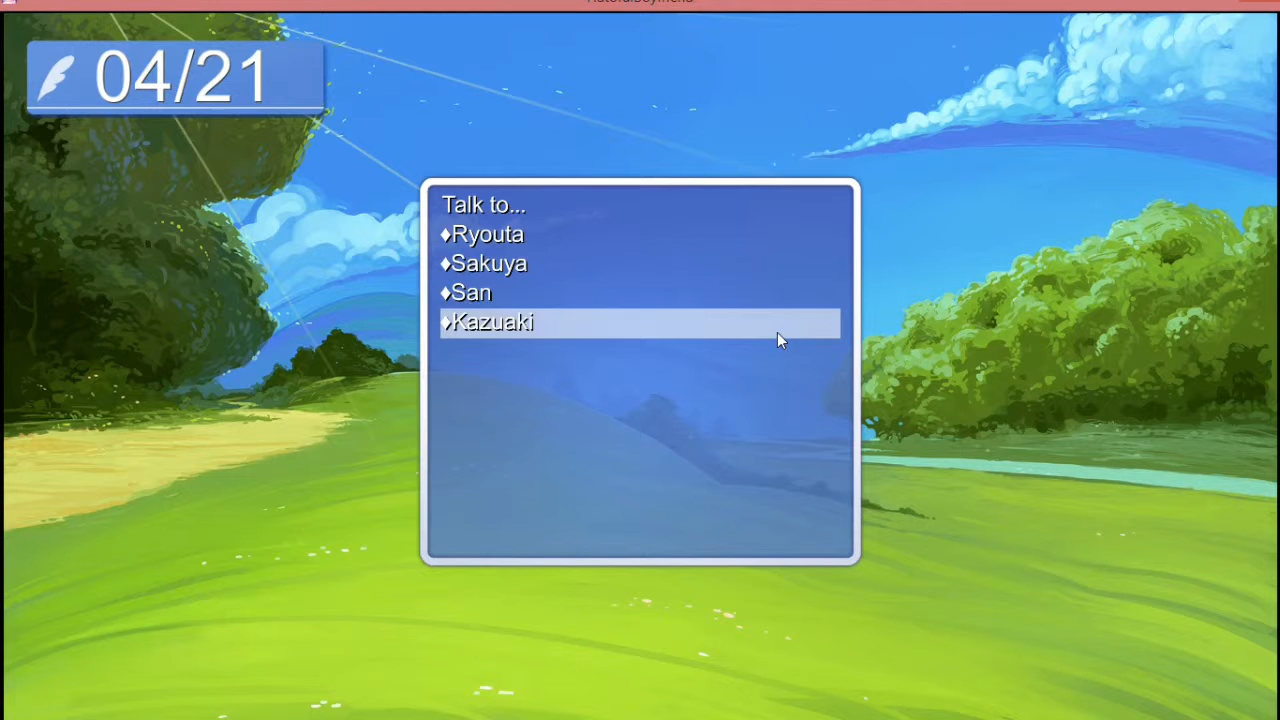 04/21
Talk to...
♦Ryouta
♦Sakuya
♦San
♦Kazuaki